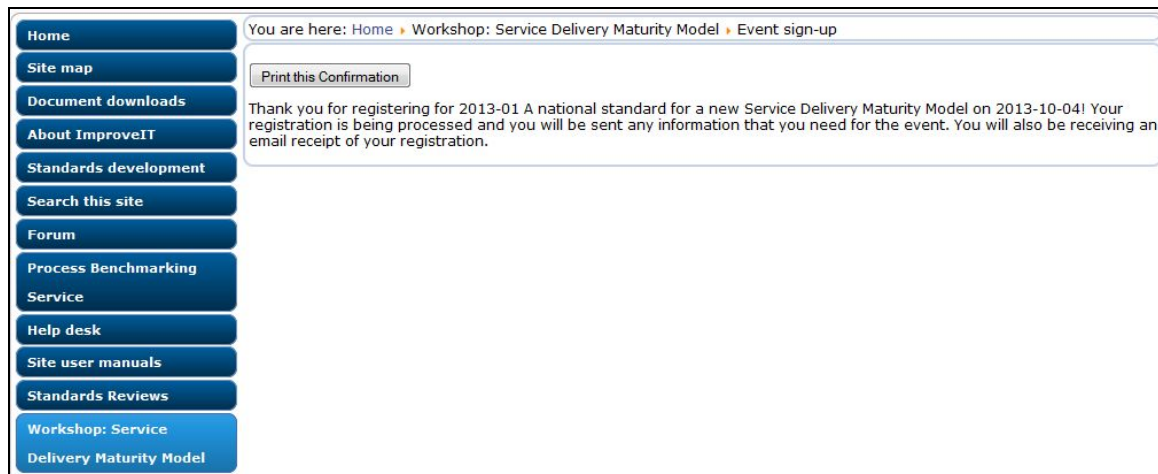 Home
Site map
Document downloads
About ImproveIT
Standards development
Search this site
Forum
Process Benchmarking
Service
Help desk
Site user manuals
Standards Reviews
Workshop: Service
Delivery Maturity Model
You are here: Home Workshop: Service Delivery Maturity Model Event sign-up
Print this Confirmation
Thank you for registering for 2013-01 A national standard for a new Service Delivery Maturity Model on 2013-10-04! Your
registration is being processed and you will be sent any information that you need for the event. You will also be receiving an
email receipt of your registration.